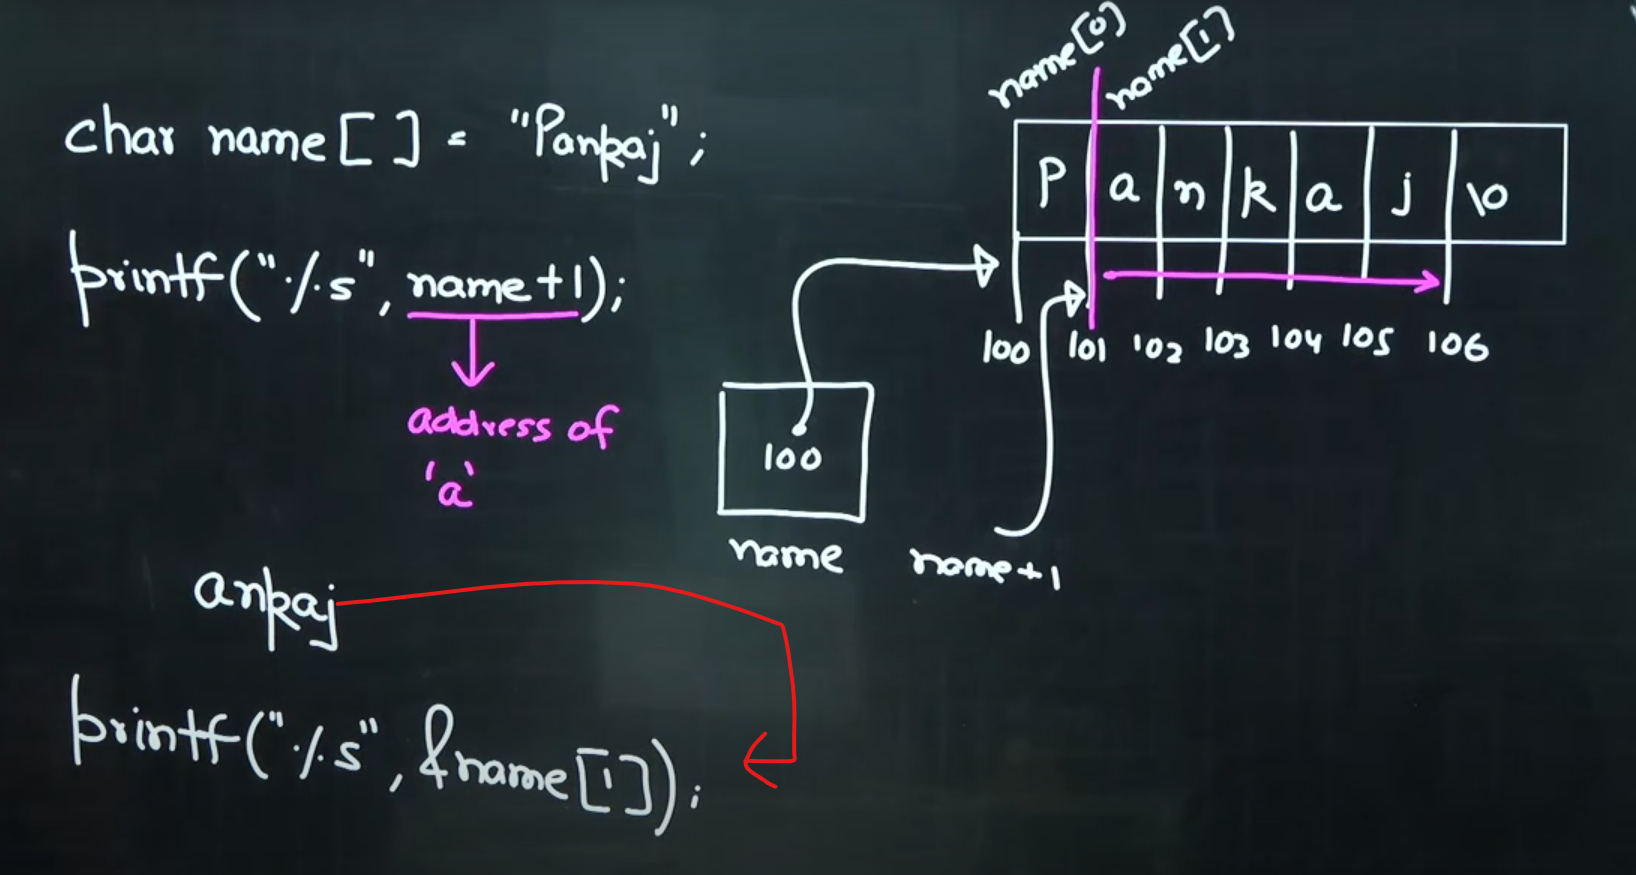 char name[] = "Pankaj";
printf("%s", name+1);
address of
'a'
ankaj
printf("%s", &name[1]);
name[0]
name[1]
P a n k a j \0
100 101 102 103 104 105 106
100
name
name+1